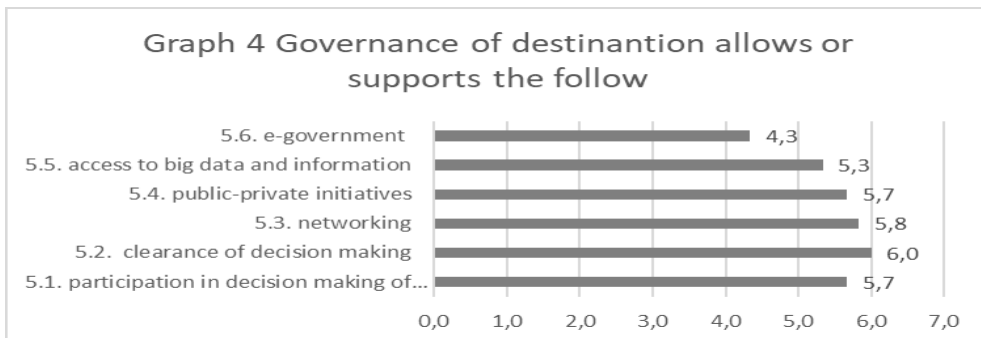 Graph 4 Governance of destinantion allows or
supports the follow
5.6. e-government
4,3
5.5. access to big data and information
5,3
5.4. public-private initiatives
5,7
5.3. networking
5,8
5.2. clearance of decision making
6,0
5.1. participation in decision making of...
5,7
0,0 1,0 2,0 3,0 4,0 5,0 6,0 7,0